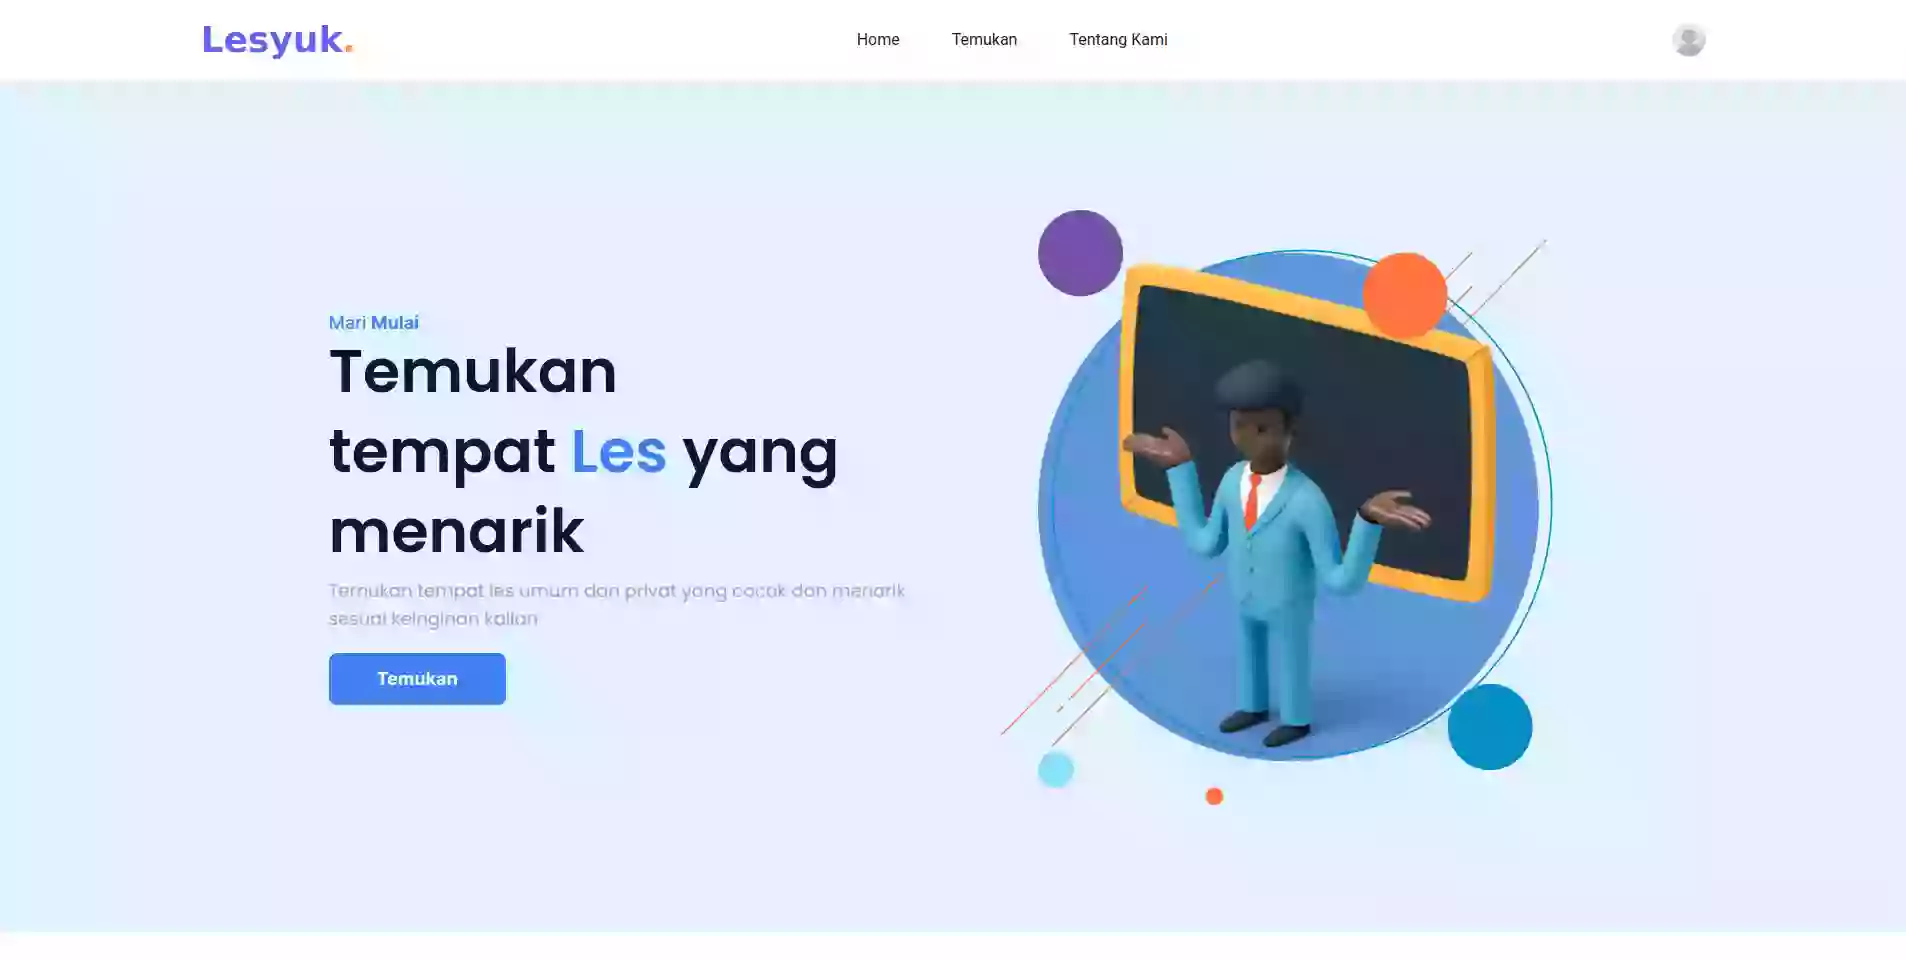 Lesyuk.
Home Temukan Tentang Kami
Mari Mulai
Temukan
tempat Les yang
menarik
Temukan tempat les umum dan privat yang cocok dan menarik
sesuai keinginan kalian
Temukan